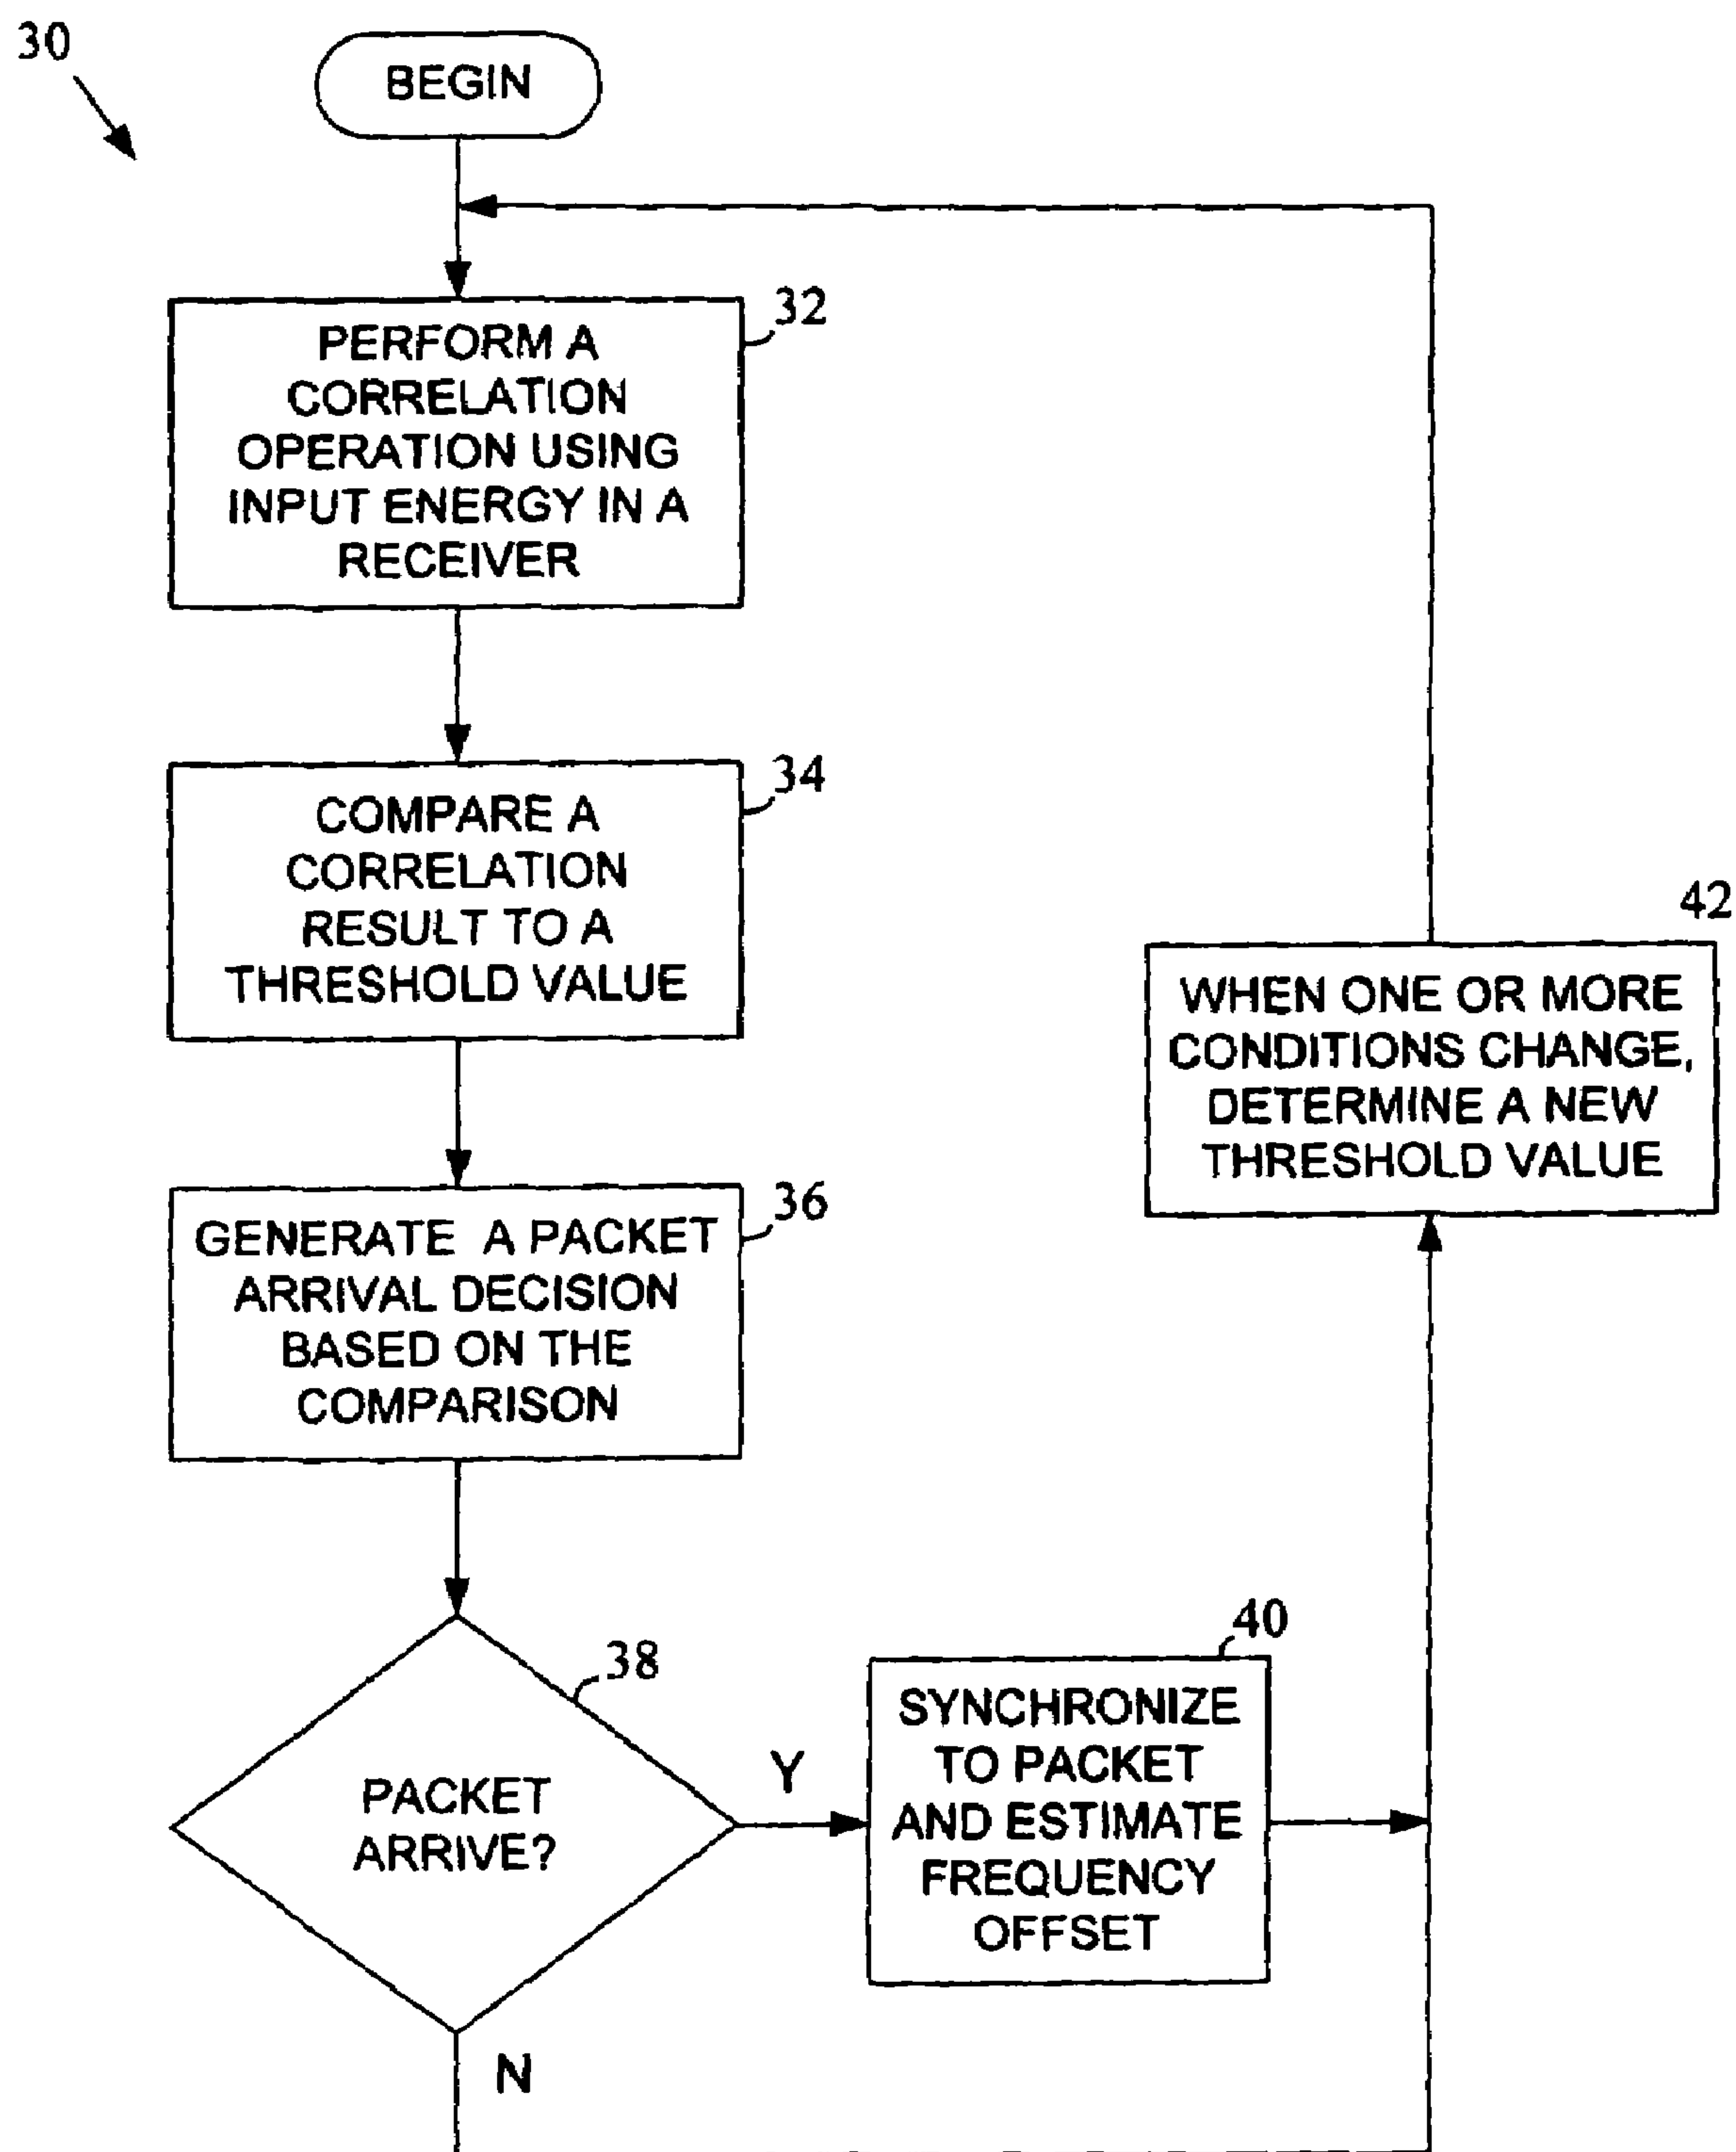 30
BEGIN
32
PERFORM A
CORRELATION
OPERATION USING
INPUT ENERGY IN A
RECEIVER
34
COMPARE A
CORRELATION
RESULT TO A
THRESHOLD VALUE
42
WHEN ONE OR MORE
CONDITIONS CHANGE,
DETERMINE A NEW
THRESHOLD VALUE
36
GENERATE A PACKET
ARRIVAL DECISION
BASED ON THE
COMPARISON
38
PACKET
ARRIVE?
Y
40
SYNCHRONIZE
TO PACKET
AND ESTIMATE
FREQUENCY
OFFSET
N